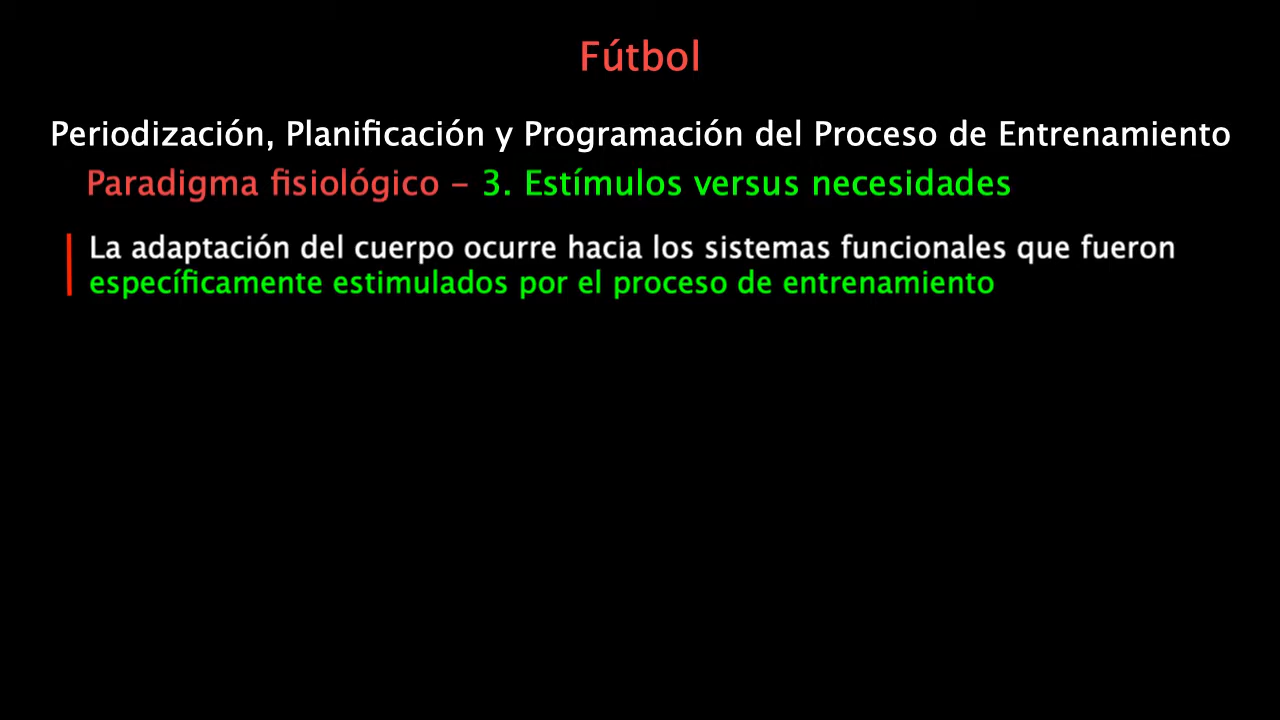 Fútbol
Periodización, Planificación y Programación del Proceso de Entrenamiento
Paradigma fisiológico – 3. Estímulos versus necesidades
La adaptación del cuerpo ocurre hacia los sistemas funcionales que fueron
específicamente estimulados por el proceso de entrenamiento